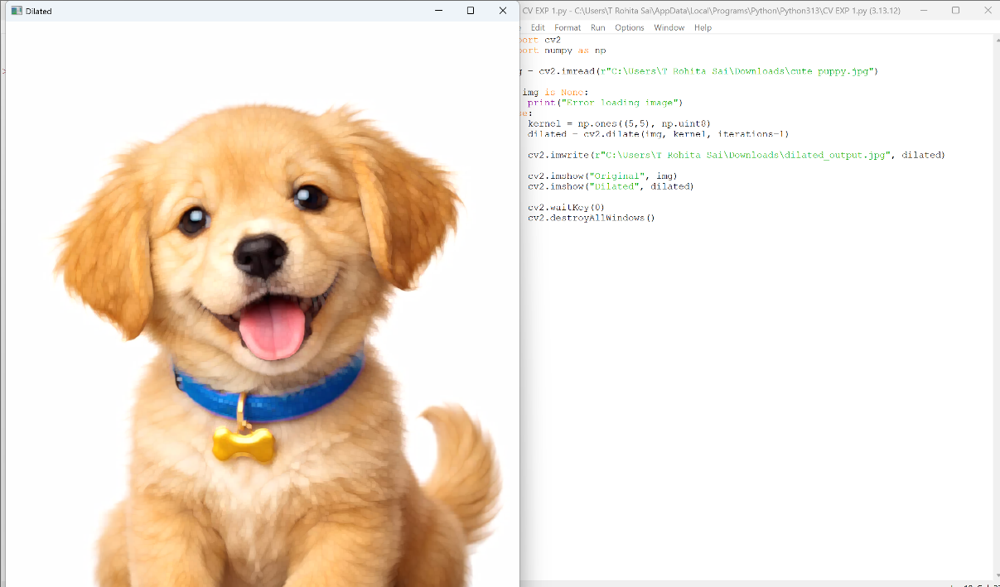 Dilated
CV EXP 1.py - C:\Users\T Rohita Sai\AppData\Local\Programs\Python\Python313\CV EXP 1.py (3.13.12)
Edit Format Run Options Window Help
ort cv2
ort numpy as np
= cv2.imread(r"C:\Users\T Rohita Sai\Downloads\cute puppy.jpg")
img is None:
print("Error loading image")
se:
kernel = np.ones((5,5), np.uint8)
dilated = cv2.dilate(img, kernel, iterations=1)
cv2.imwrite(r"C:\Users\T Rohita Sai\Downloads\dilated_output.jpg", dilated)
cv2.imshow("Original", img)
cv2.imshow("Dilated", dilated)
cv2.waitKey(0)
cv2.destroyAllWindows()